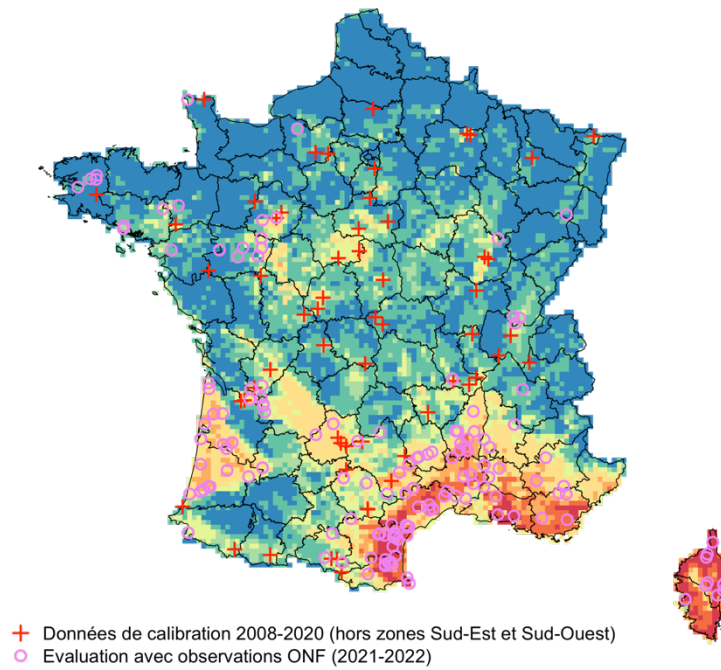 Données de calibration 2008-2020 (hors zones Sud-Est et Sud-Ouest)
Evaluation avec observations ONF (2021-2022)